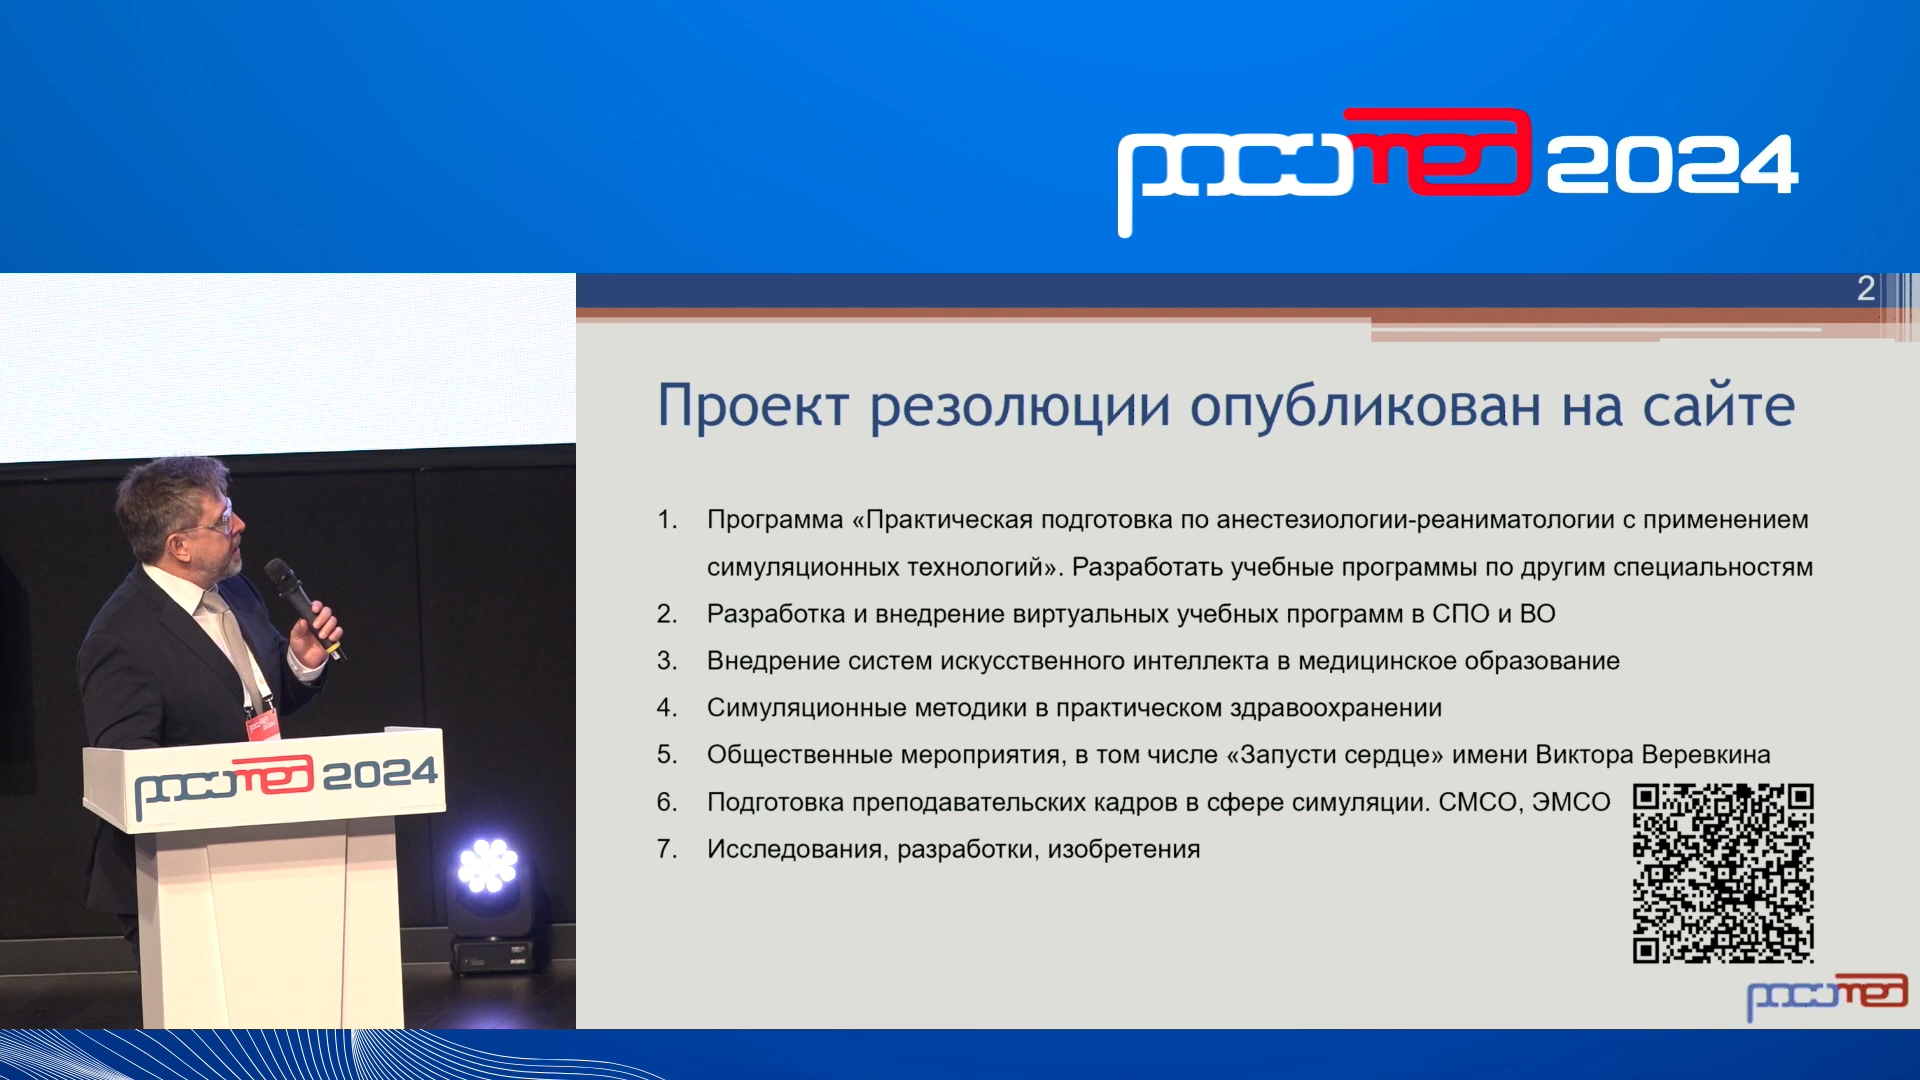 росомед 2024
2
Проект резолюции опубликован на сайте
1. Программа «Практическая подготовка по анестезиологии-реаниматологии с применением
симуляционных технологий». Разработать учебные программы по другим специальностям
2. Разработка и внедрение виртуальных учебных программ в СПО и ВО
3. Внедрение систем искусственного интеллекта в медицинское образование
4. Симуляционные методики в практическом здравоохранении
5. Общественные мероприятия, в том числе «Запусти сердце» имени Виктора Веревкина
6. Подготовка преподавательских кадров в сфере симуляции. СМСО, ЭМСО
7. Исследования, разработки, изобретения
росомед
росомед 2024